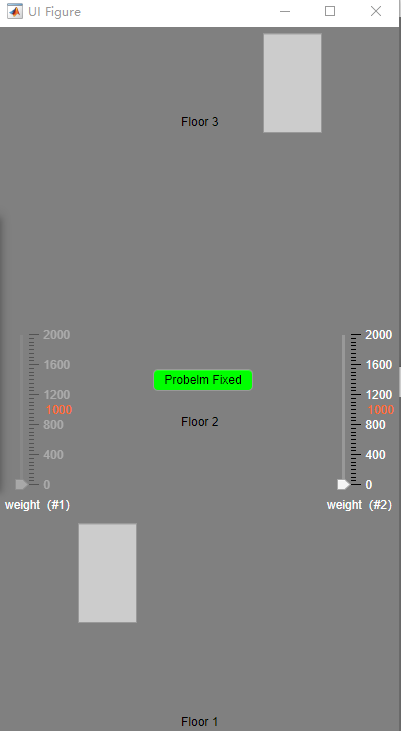 UI Figure
Floor 3
2000
1600
1200
1000
800
400
0
weight (#1)
Probelm Fixed
Floor 2
2000
1600
1200
1000
800
400
0
weight (#2)
Floor 1